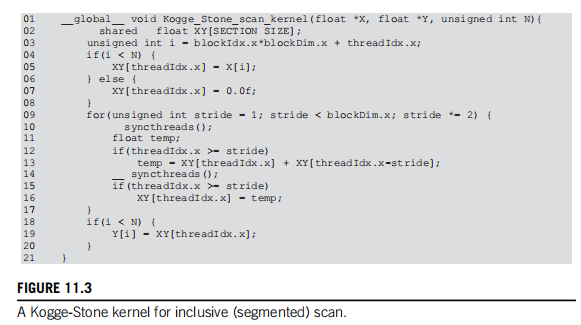 01 __global__ void Kogge_Stone_scan_kernel(float *X, float *Y, unsigned int N){
02 shared float XY[SECTION SIZE];
03 unsigned int i = blockIdx.x*blockDim.x + threadIdx.x;
04 if(i < N) {
05 XY[threadIdx.x] = X[i];
06 } else {
07 XY[threadIdx.x] = 0.0f;
08 }
09 for(unsigned int stride = 1; stride < blockDim.x; stride *= 2) {
10 syncthreads();
11 float temp;
12 if(threadIdx.x >= stride)
13 temp = XY[threadIdx.x] + XY[threadIdx.x-stride];
14 __ syncthreads();
15 if(threadIdx.x >= stride)
16 XY[threadIdx.x] = temp;
17 }
18 if(i < N) {
19 Y[i] = XY[threadIdx.x];
20 }
21 }
FIGURE 11.3
A Kogge-Stone kernel for inclusive (segmented) scan.